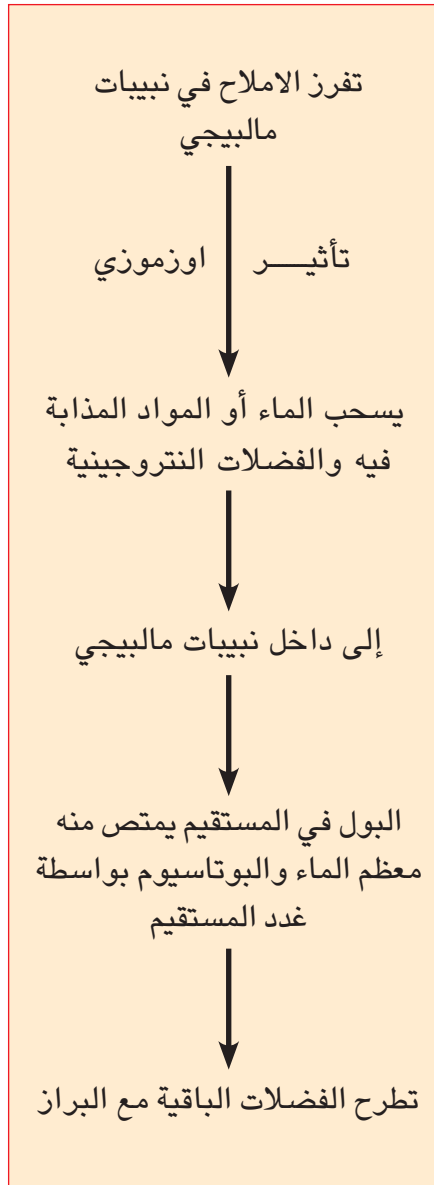 تفرز الاملاح في نبيبات
مالبيجي
تأثيـــر اوزموزي
يسحب الماء أو المواد المذابة
فيه والفضلات النتروجينية
إلى داخل نبيبات مالبيجي
البول في المستقيم يمتص منه
معظم الماء والبوتاسيوم بواسطة
غدد المستقيم
تطرح الفضلات الباقية مع البراز